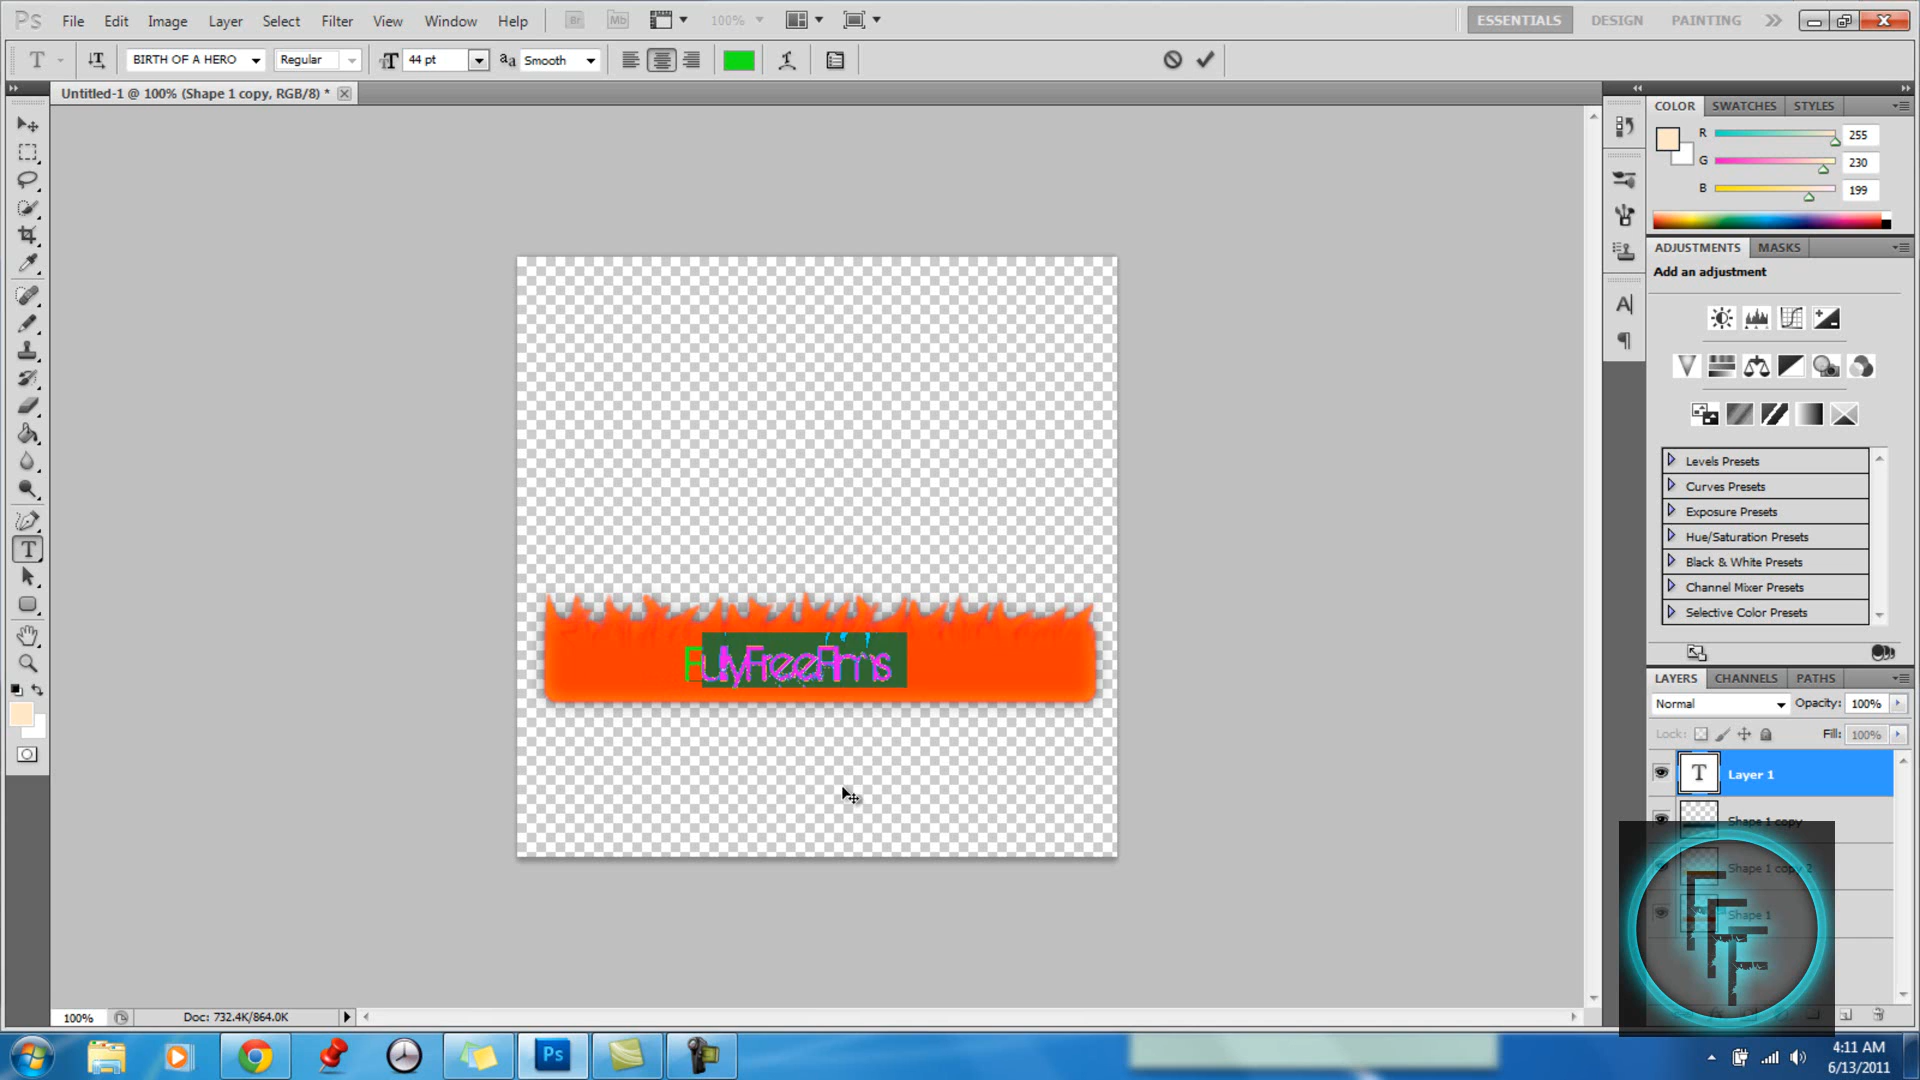 Ps File Edit Image Layer Select Filter View Window Help Br Mb 100% ESSENTIALS DESIGN PAINTING
T BIRTH OF A HERO Regular 44 pt aa Smooth
Untitled-1 @ 100% (Shape 1 copy, RGB/8) *
COLOR SWATCHES STYLES
R 255
G 230
B 199
ADJUSTMENTS MASKS
Add an adjustment
Levels Presets
Curves Presets
Exposure Presets
Hue/Saturation Presets
Black & White Presets
Channel Mixer Presets
Selective Color Presets
LAYERS CHANNELS PATHS
Normal Opacity: 100%
Lock: Fill: 100%
T Layer 1
Shape 1 copy
Shape 1 copy 2
Shape 1
FFF
100% Doc: 732.4K/864.0K
Ps
4:11 AM
6/13/2011